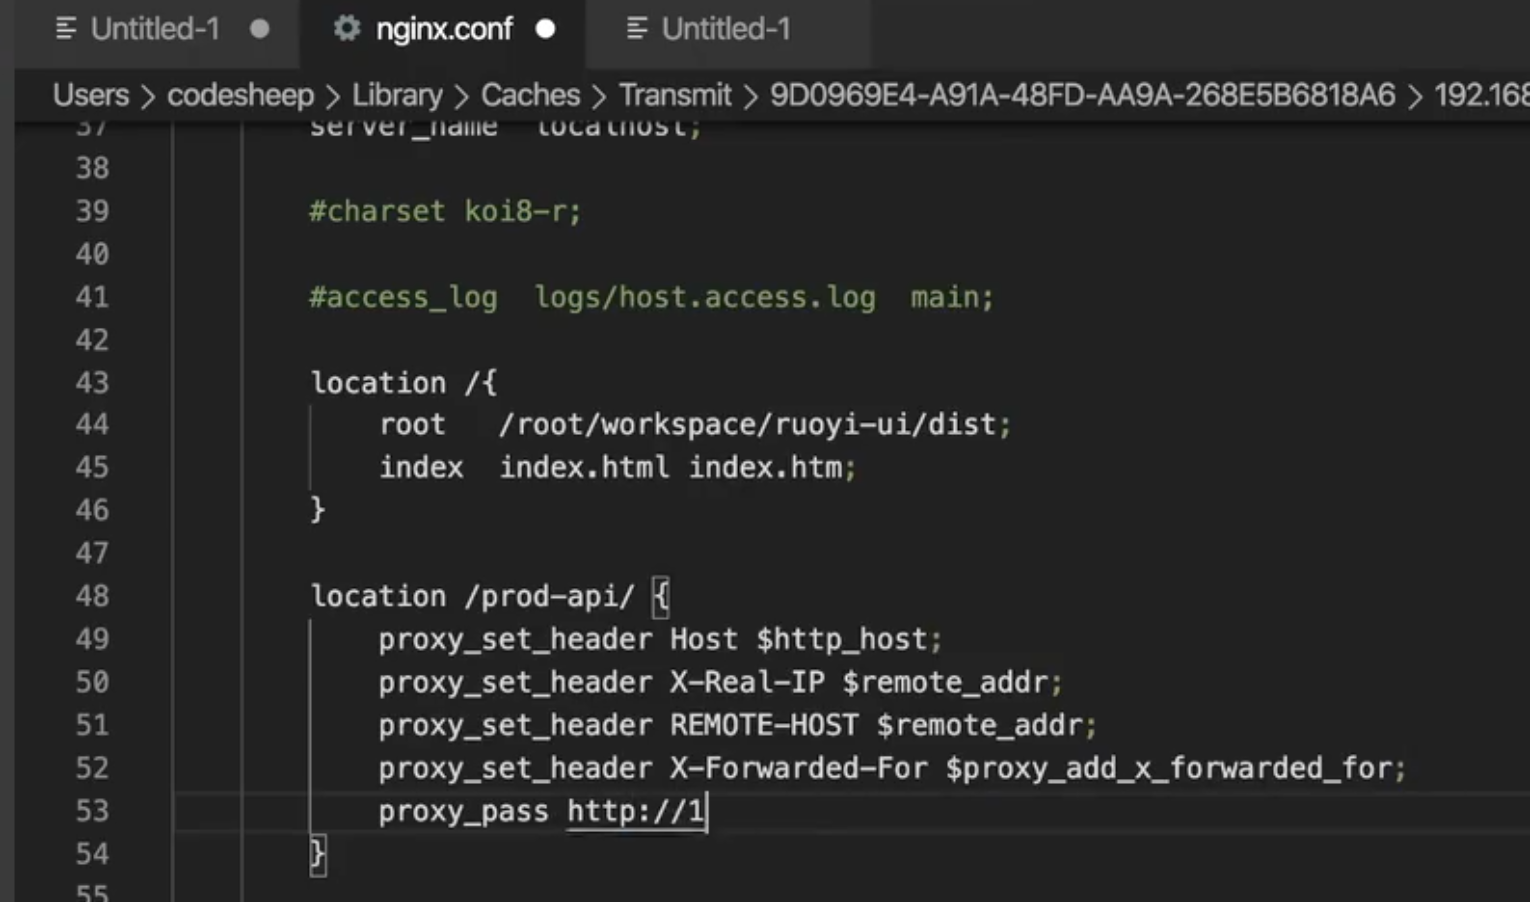 Untitled-1
nginx.conf
Untitled-1
Users > codesheep > Library > Caches > Transmit > 9D0969E4-A91A-48FD-AA9A-268E5B6818A6 > 192.168
37 server_name localhost;
38
39 #charset koi8-r;
40
41 #access_log logs/host.access.log main;
42
43 location /{
44 root /root/workspace/ruoyi-ui/dist;
45 index index.html index.htm;
46 }
47
48 location /prod-api/ {
49 proxy_set_header Host $http_host;
50 proxy_set_header X-Real-IP $remote_addr;
51 proxy_set_header REMOTE-HOST $remote_addr;
52 proxy_set_header X-Forwarded-For $proxy_add_x_forwarded_for;
53 proxy_pass http://1
54 }
55